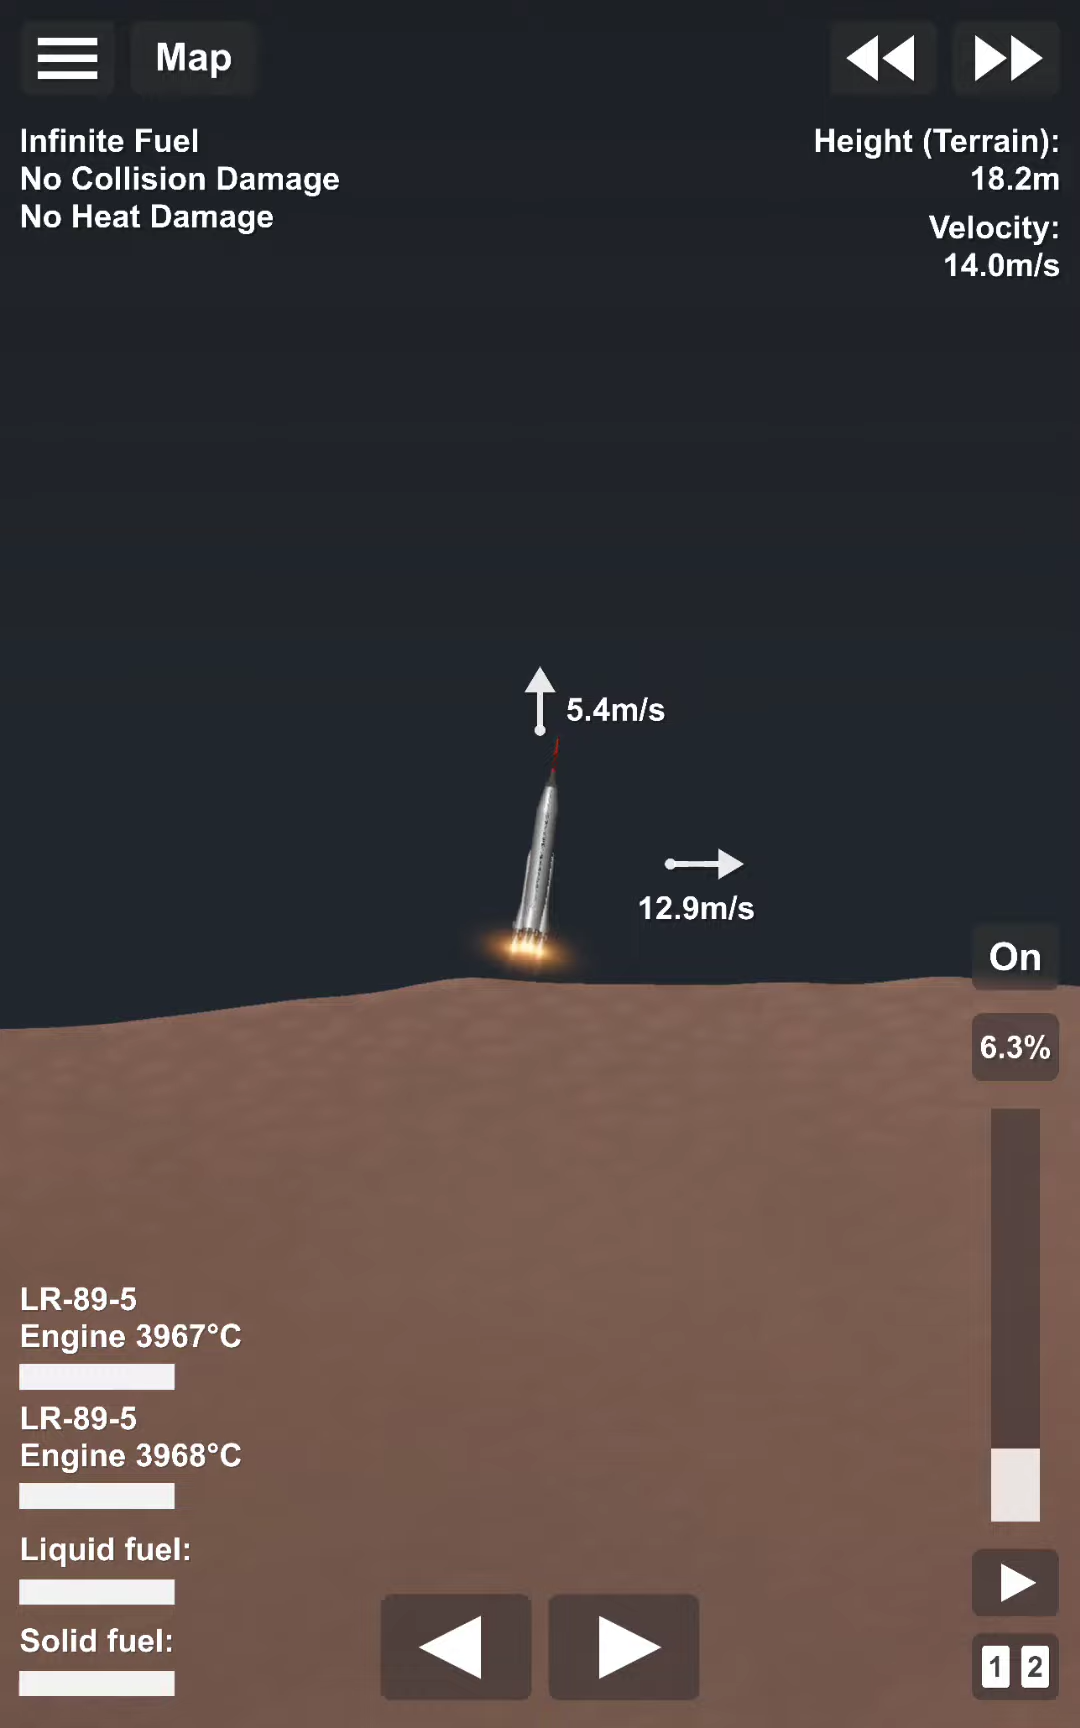 Map
Infinite Fuel
No Collision Damage
No Heat Damage
Height (Terrain):
18.2m
Velocity:
14.0m/s
5.4m/s
12.9m/s
On
6.3%
LR-89-5
Engine 3967°C
LR-89-5
Engine 3968°C
Liquid fuel:
Solid fuel:
1 2